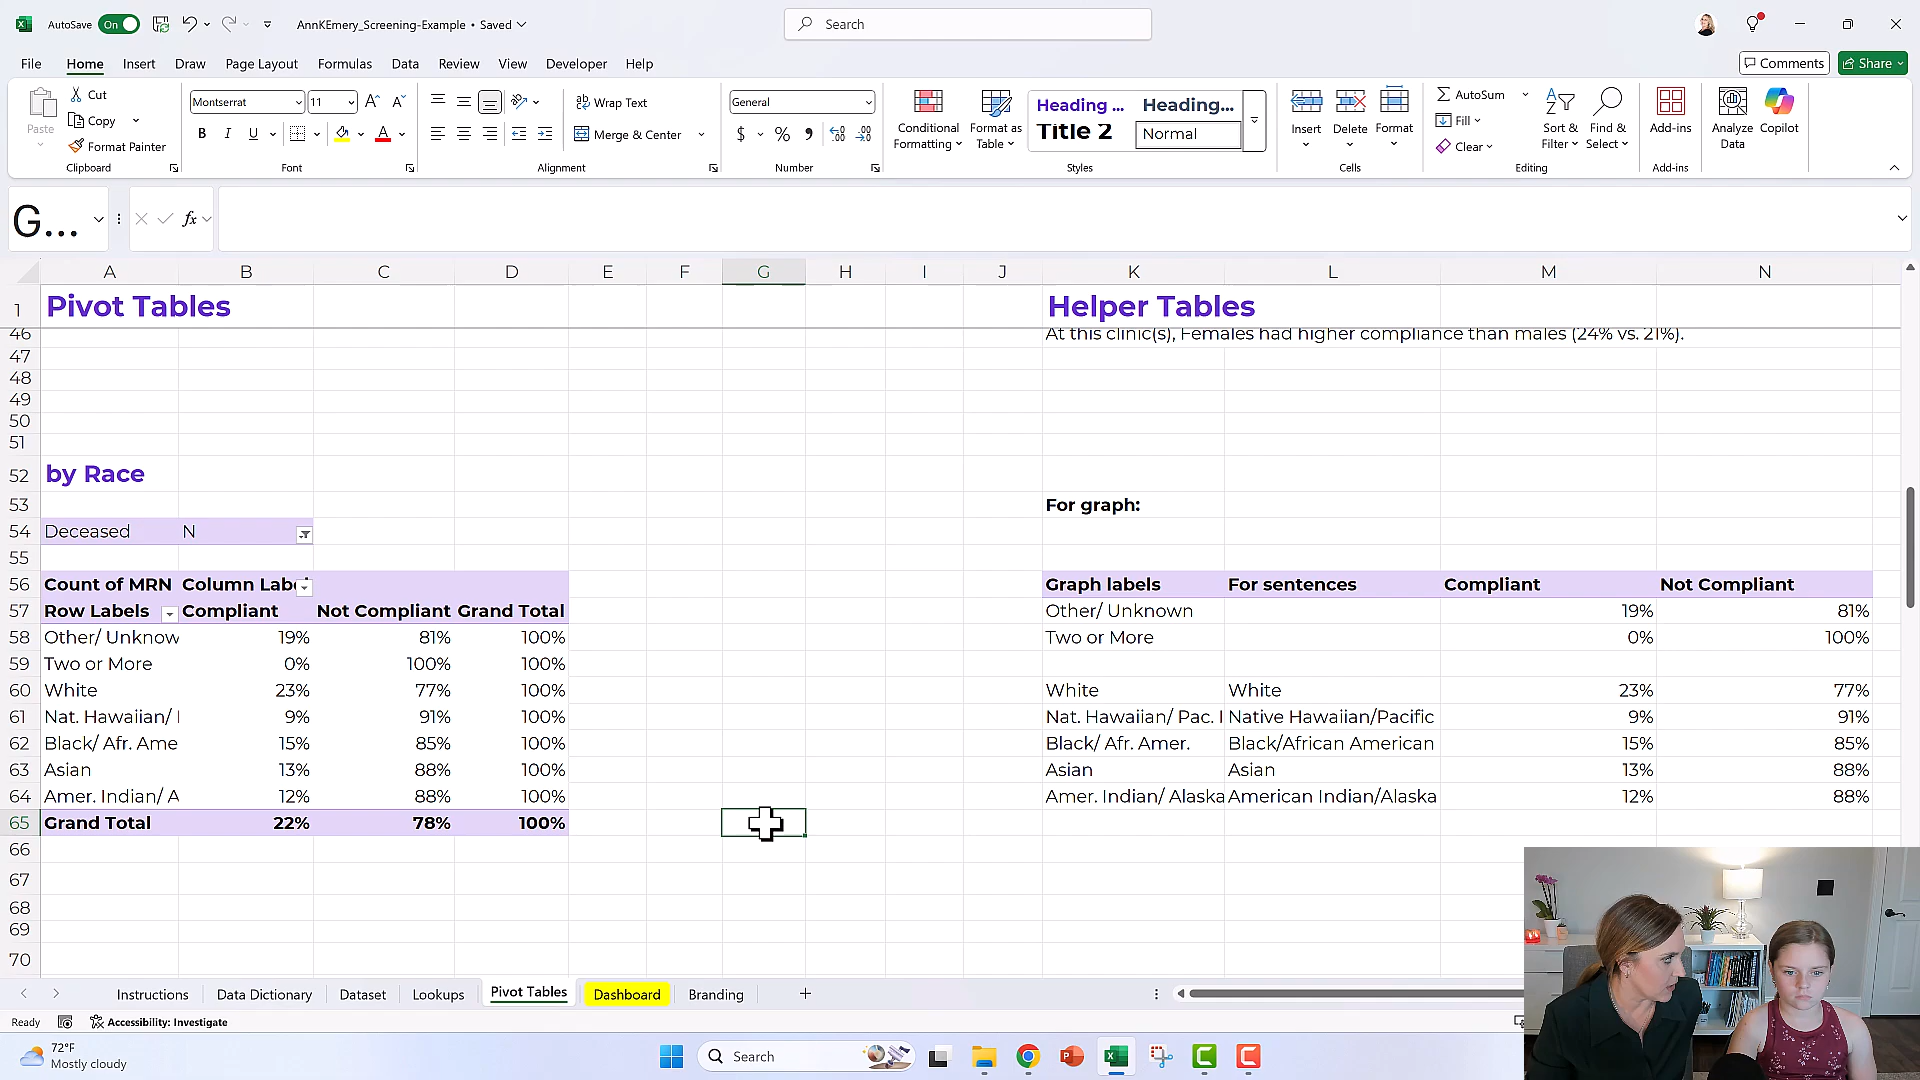 AutoSave On AnnKEmery_Screening-Example • Saved Search
File Home Insert Draw Page Layout Formulas Data Review View Developer Help Comments Share
Paste Cut Copy Format Painter Clipboard
Montserrat 11 B I U A Font
Wrap Text Merge & Center Alignment
General $ % Number
Conditional Formatting Format as Table Heading ... Heading... Title 2 Normal Styles
Insert Delete Format Cells
AutoSum Fill Clear Sort & Filter Find & Select Editing
Add-ins Add-ins
Analyze Data Copilot
G... fx
A B C D E F G H I J K L M N
1 Pivot Tables Helper Tables
46 At this clinic(s), Females had higher compliance than males (24% vs. 21%).
47
48
49
50
51
52 by Race
53 For graph:
54 Deceased N
55
56 Count of MRN Column Labe Graph labels For sentences Compliant Not Compliant
57 Row Labels Compliant Not Compliant Grand Total Other/ Unknown 19% 81%
58 Other/ Unknow 19% 81% 100% Two or More 0% 100%
59 Two or More 0% 100% 100%
60 White 23% 77% 100% White White 23% 77%
61 Nat. Hawaiian/ 9% 91% 100% Nat. Hawaiian/ Pac. I Native Hawaiian/Pacific 9% 91%
62 Black/ Afr. Ame 15% 85% 100% Black/ Afr. Amer. Black/African American 15% 85%
63 Asian 13% 88% 100% Asian Asian 13% 88%
64 Amer. Indian/ A 12% 88% 100% Amer. Indian/ Alaska American Indian/Alaska 12% 88%
65 Grand Total 22% 78% 100%
66
67
68
69
70
Instructions Data Dictionary Dataset Lookups Pivot Tables Dashboard Branding
Ready Accessibility: Investigate
72°F
Mostly cloudy
Search